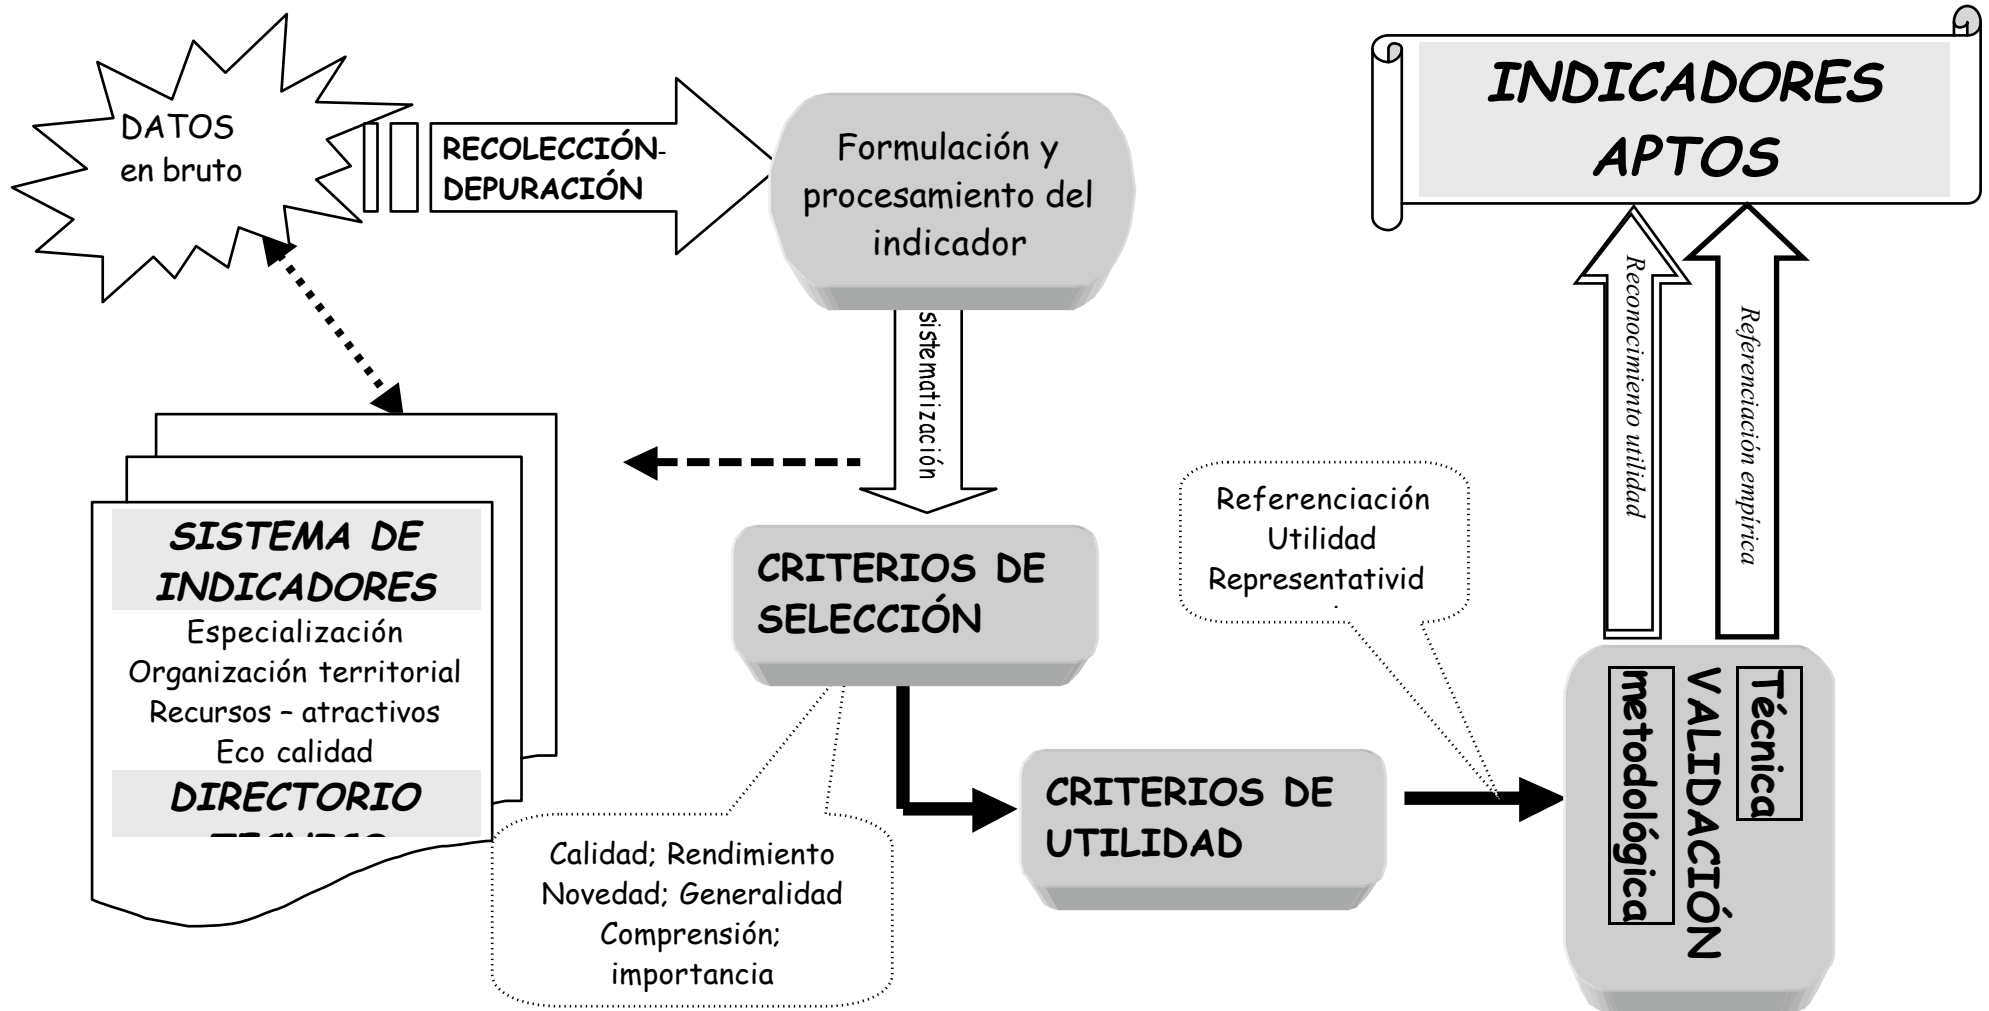 DATOS
en bruto
RECOLECCIÓN-
DEPURACIÓN
Formulación y
procesamiento del
indicador
INDICADORES
APTOS
sistematización
Reconocimiento utilidad
Referenciación empírica
SISTEMA DE
INDICADORES
Especialización
Organización territorial
Recursos – atractivos
Eco calidad
DIRECTORIO
CRITERIOS DE
SELECCIÓN
Referenciación
Utilidad
Representativid
.
CRITERIOS DE
UTILIDAD
Calidad; Rendimiento
Novedad; Generalidad
Comprensión;
importancia
Técnica
VALIDACIÓN
metodológica